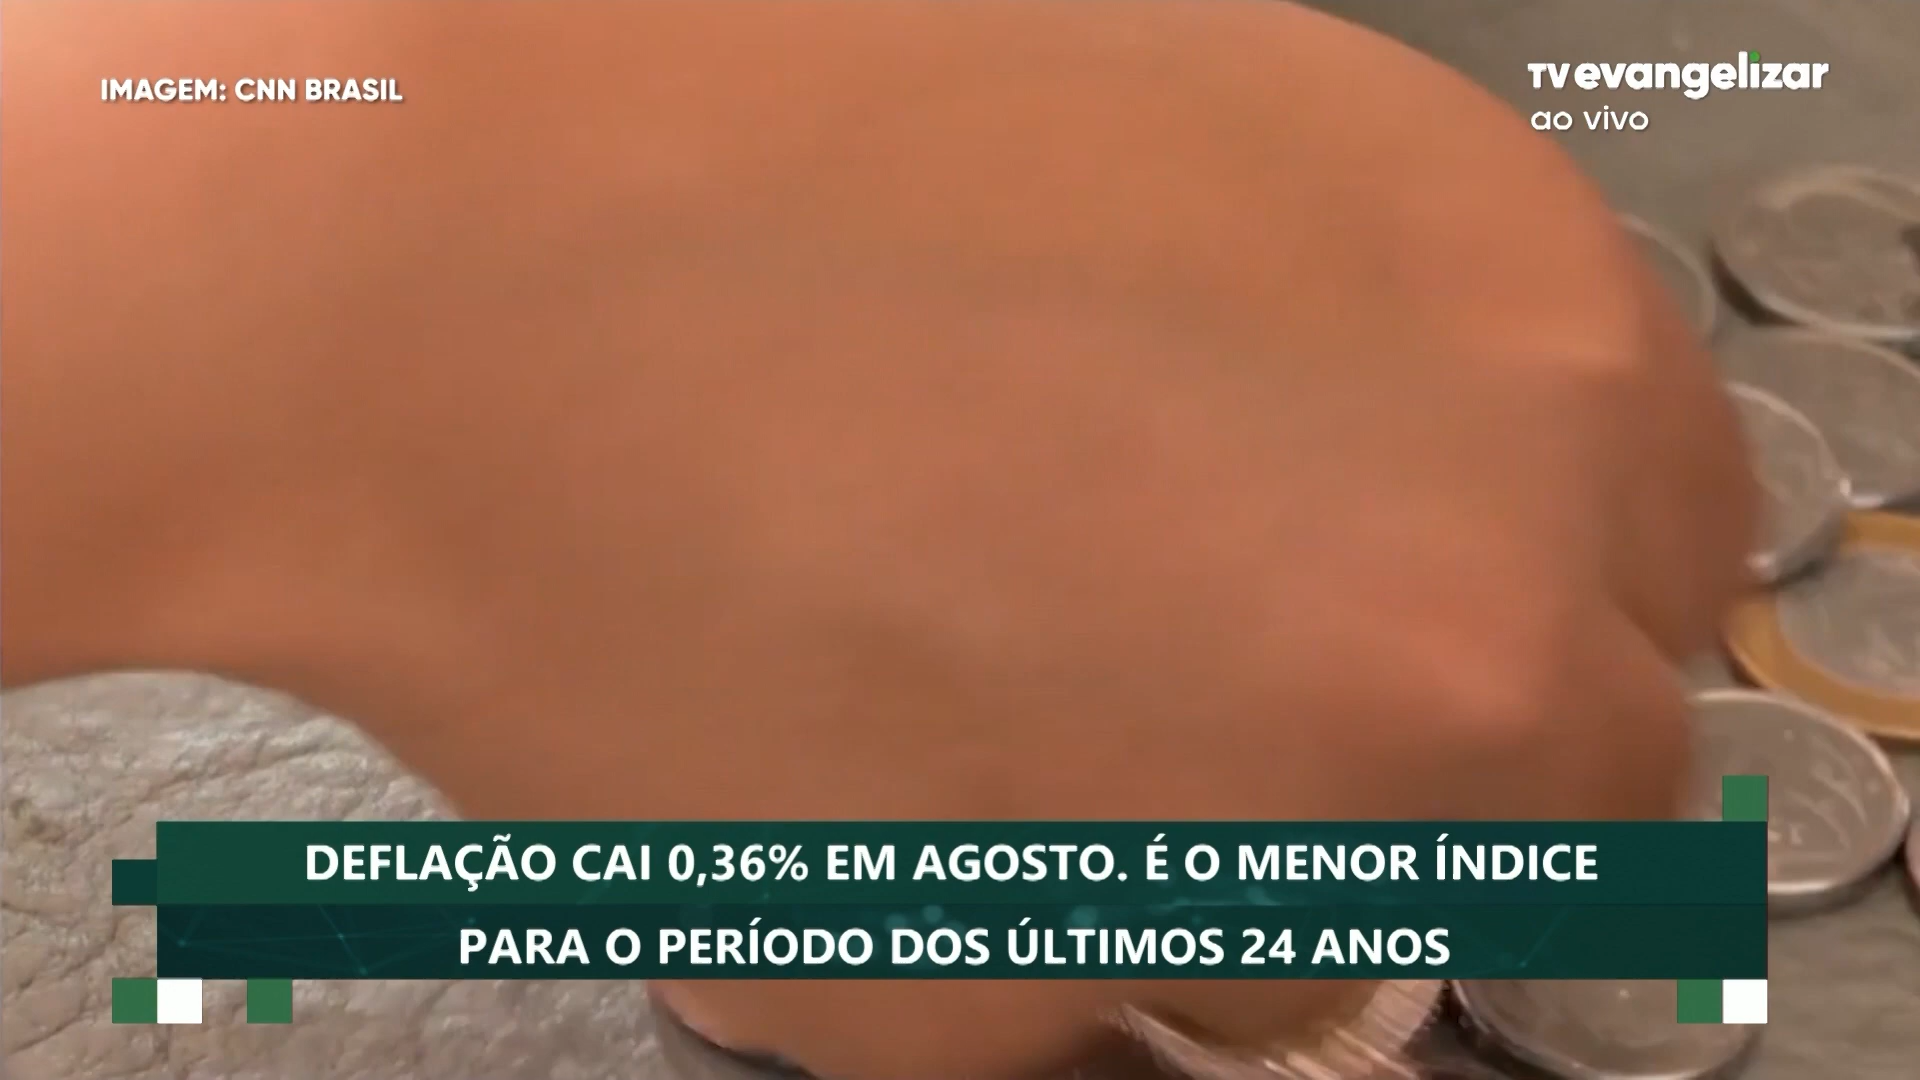 IMAGEM: CNN BRASIL
TV evangelizar
ao vivo
DEFLAÇÃO CAI 0,36% EM AGOSTO. É O MENOR ÍNDICE
PARA O PERÍODO DOS ÚLTIMOS 24 ANOS